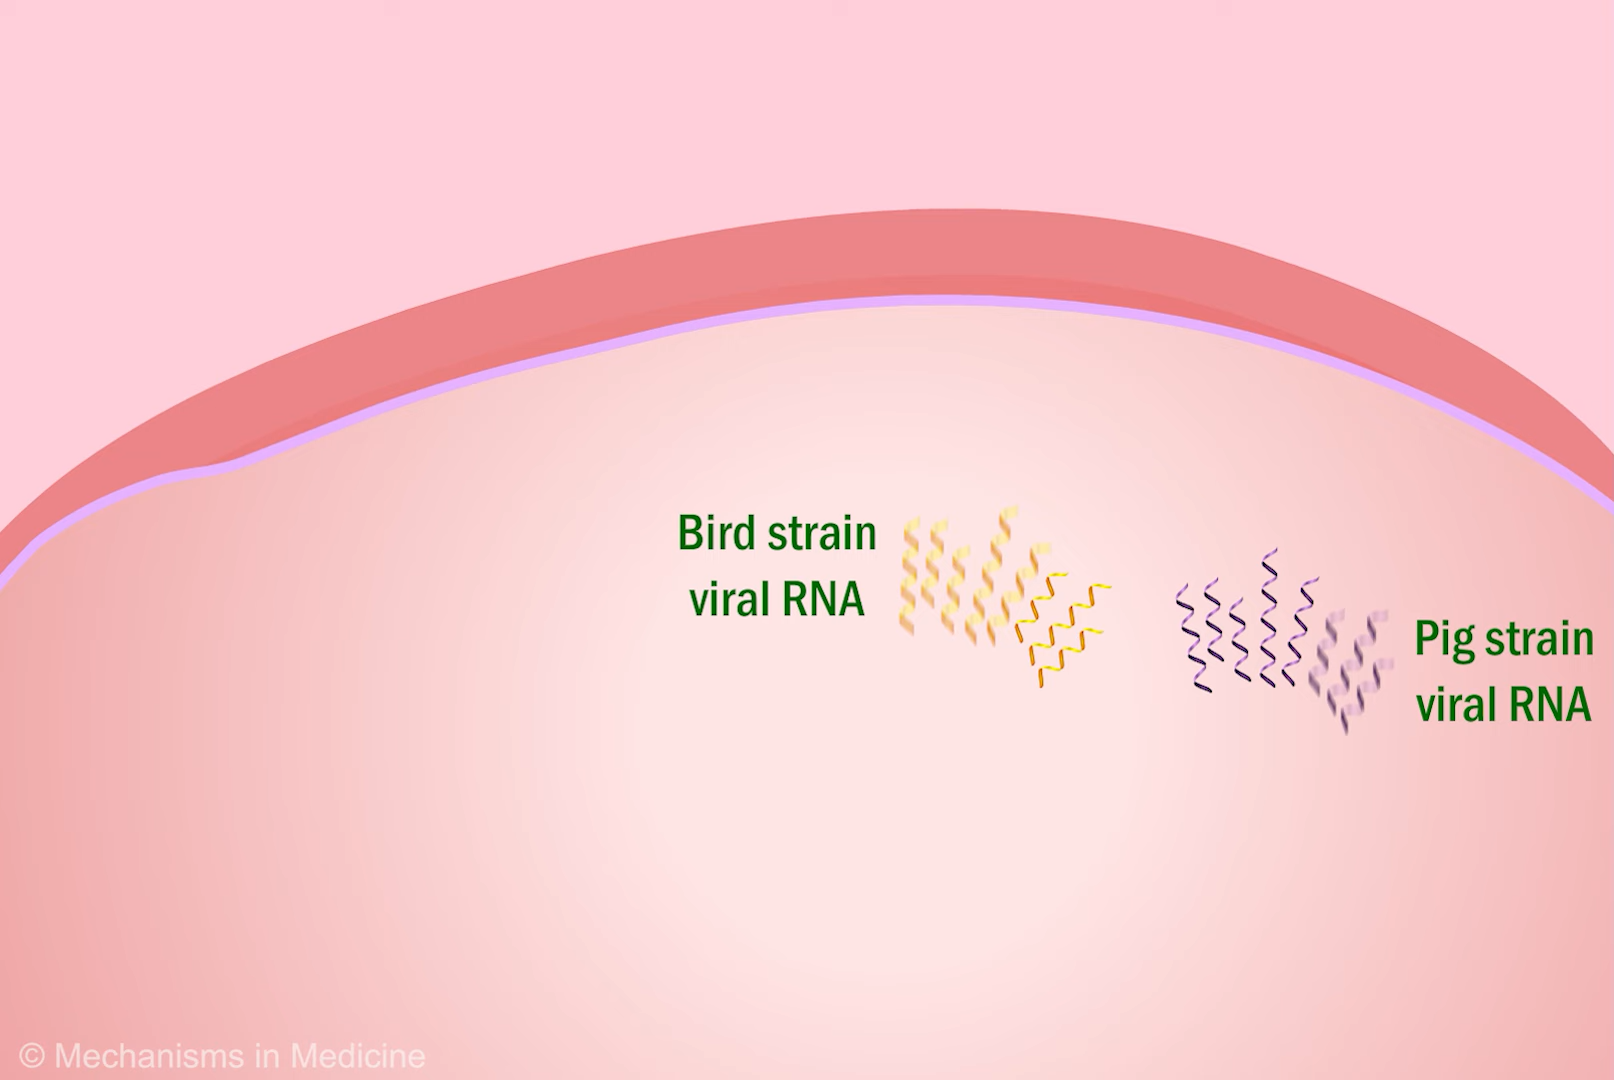 Bird strain
viral RNA
Pig strain
viral RNA
© Mechanisms in Medicine